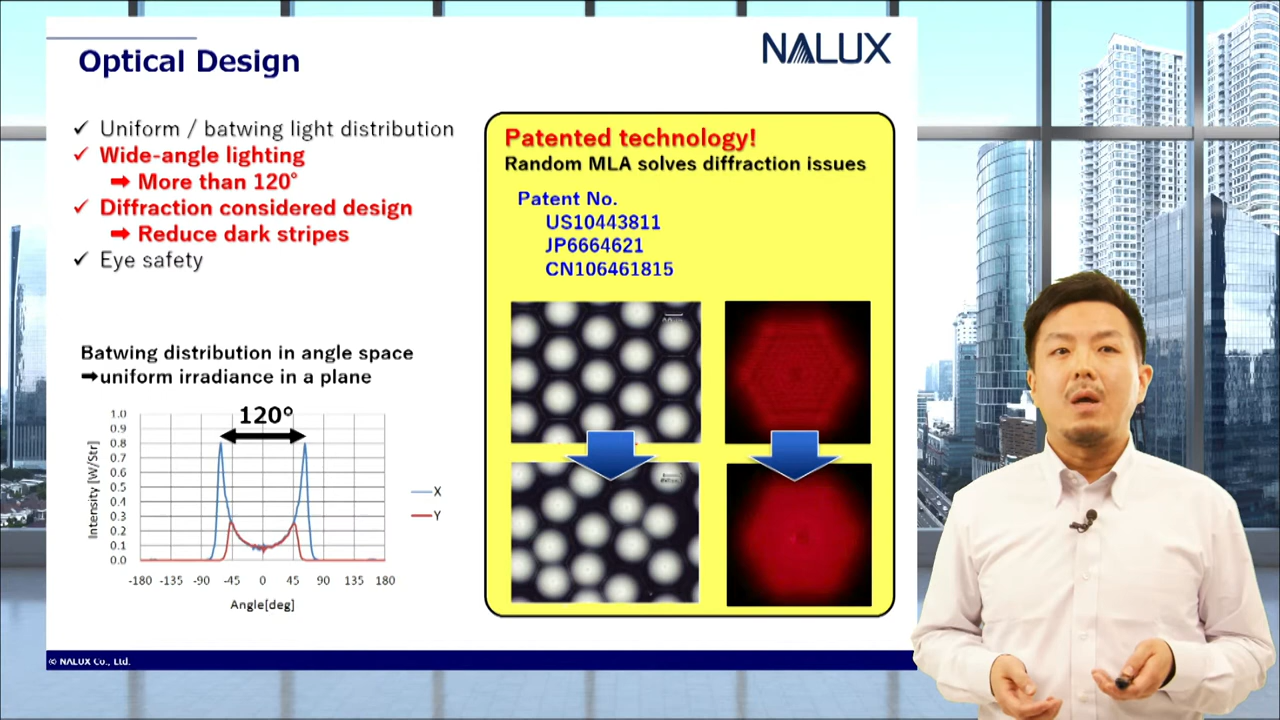 Optical Design
NALUX
✓ Uniform / batwing light distribution
✓ Wide-angle lighting
➡ More than 120°
✓ Diffraction considered design
➡ Reduce dark stripes
✓ Eye safety
Batwing distribution in angle space
➡uniform irradiance in a plane
120°
1.0
0.9
0.8
0.7
0.6
0.5
0.4
0.3
0.2
0.1
0.0
Intensity [W/Str]
-180 -135 -90 -45 0 45 90 135 180
Angle[deg]
X
Y
Patented technology!
Random MLA solves diffraction issues
Patent No.
US10443811
JP6664621
CN106461815
© NALUX Co., Ltd.